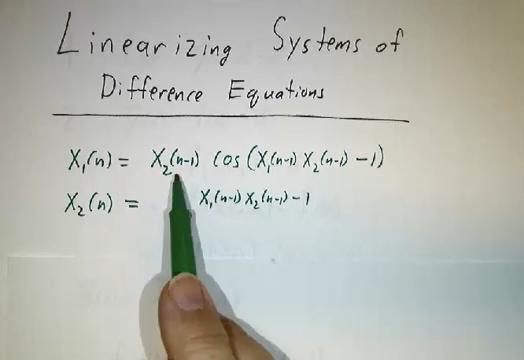 Linearizing Systems of
Difference Equations
X₁(n) = X₂(n-1) Cos(X₁(n-1) X₂(n-1) - 1)
X₂(n) = X₁(n-1) X₂(n-1) - 1